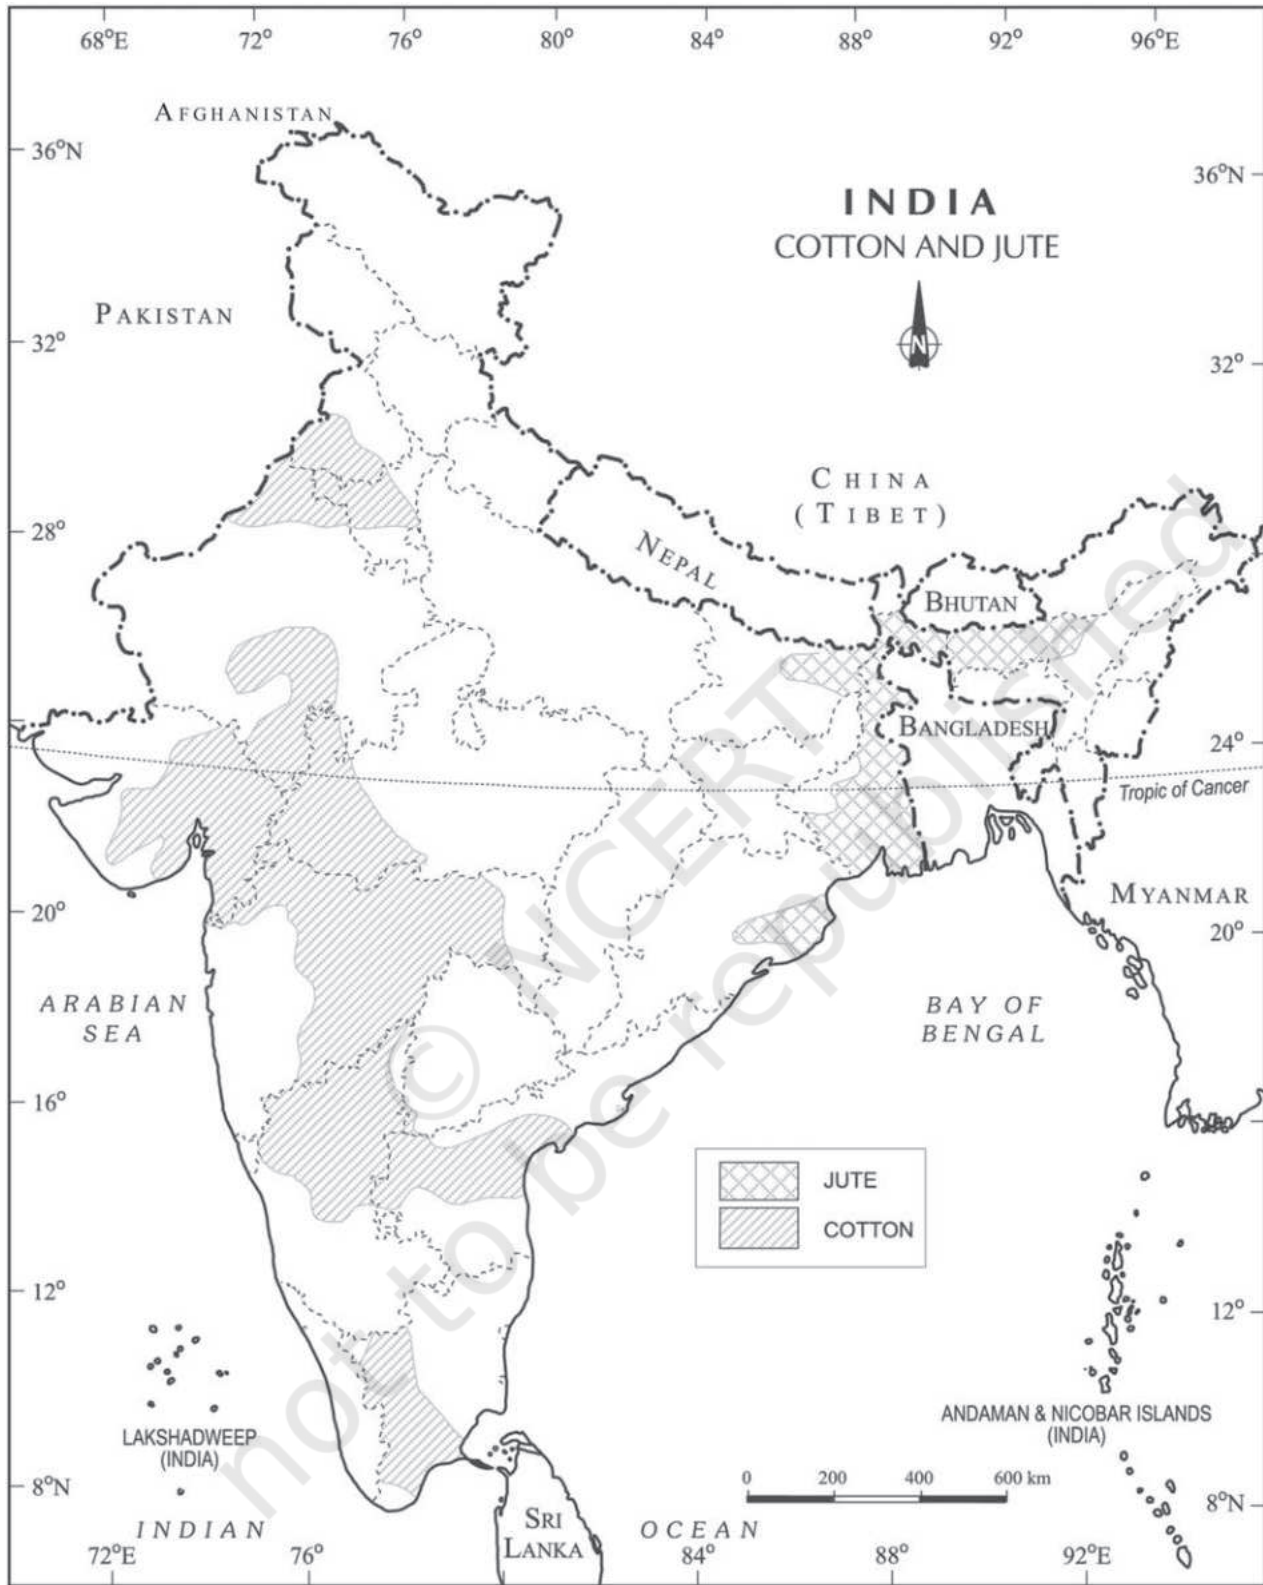 68°E 72° 76° 80° 84° 88° 92° 96°E
AFGHANISTAN
36°N
36°N
INDIA
COTTON AND JUTE
PAKISTAN
N
32°
32°
CHINA
(TIBET)
28°
NEPAL
BHUTAN
BANGLADESH
24°
Tropic of Cancer
MYANMAR
20°
20°
ARABIAN
SEA
BAY OF
BENGAL
16°
JUTE
COTTON
12°
12°
LAKSHADWEEP
(INDIA)
ANDAMAN & NICOBAR ISLANDS
(INDIA)
0 200 400 600 km
8°N
8°N
SRI
LANKA
INDIAN
OCEAN
72°E 76° 84° 88° 92°E
© NCERT
not to be republished